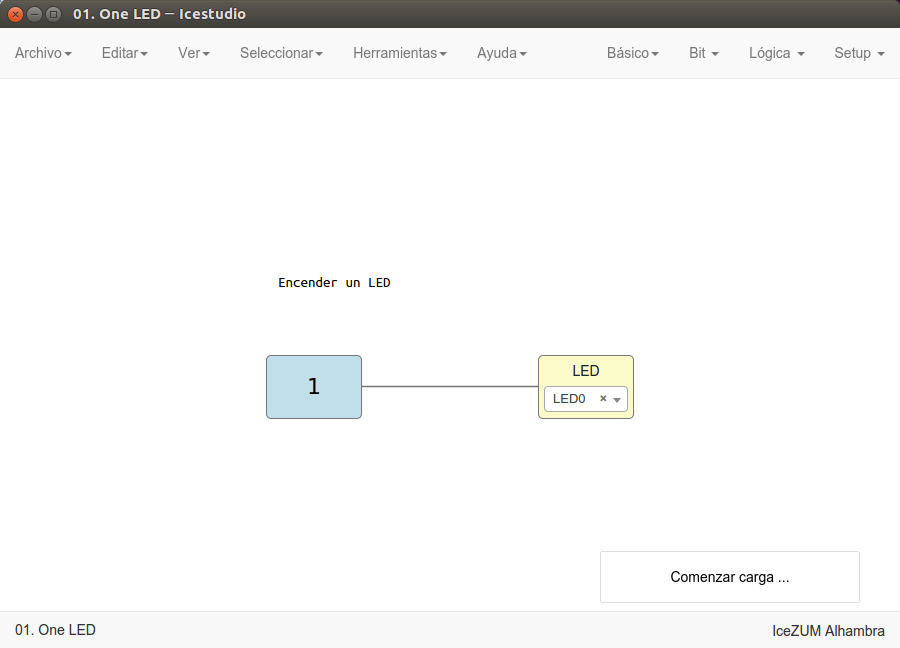 01. One LED — Icestudio
Archivo Editar Ver Seleccionar Herramientas Ayuda Básico Bit Lógica Setup
Encender un LED
1
LED
LED0 ×
Comenzar carga ...
01. One LED
IceZUM Alhambra